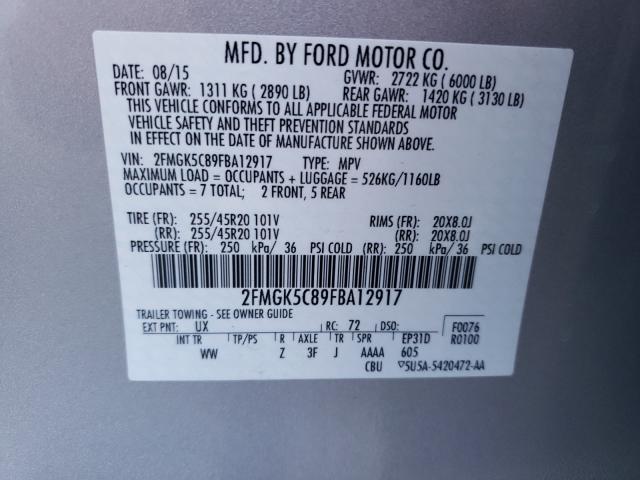 MFD. BY FORD MOTOR CO.
DATE: 08/15 GVWR: 2722 KG ( 6000 LB)
FRONT GAWR: 1311 KG ( 2890 LB) REAR GAWR: 1420 KG ( 3130 LB)
THIS VEHICLE CONFORMS TO ALL APPLICABLE FEDERAL MOTOR
VEHICLE SAFETY AND THEFT PREVENTION STANDARDS
IN EFFECT ON THE DATE OF MANUFACTURE SHOWN ABOVE.
VIN: 2FMGK5C89FBA12917 TYPE: MPV
MAXIMUM LOAD = OCCUPANTS + LUGGAGE = 526KG/1160LB
OCCUPANTS = 7 TOTAL; 2 FRONT, 5 REAR
TIRE (FR): 255/45R20 101V RIMS (FR): 20X8.0J
(RR): 255/45R20 101V (RR): 20X8.0J
PRESSURE (FR): 250 kPa/ 36 PSI COLD (RR): 250 kPa/ 36 PSI COLD
2FMGK5C89FBA12917
TRAILER TOWING - SEE OWNER GUIDE
EXT PNT: UX RC: 72 DSO: F0076
INT TR TP/PS R AXLE TR SPR EP31D R0100
WW Z 3F J AAAA 605
CBU ▽5U5A-5420472-AA